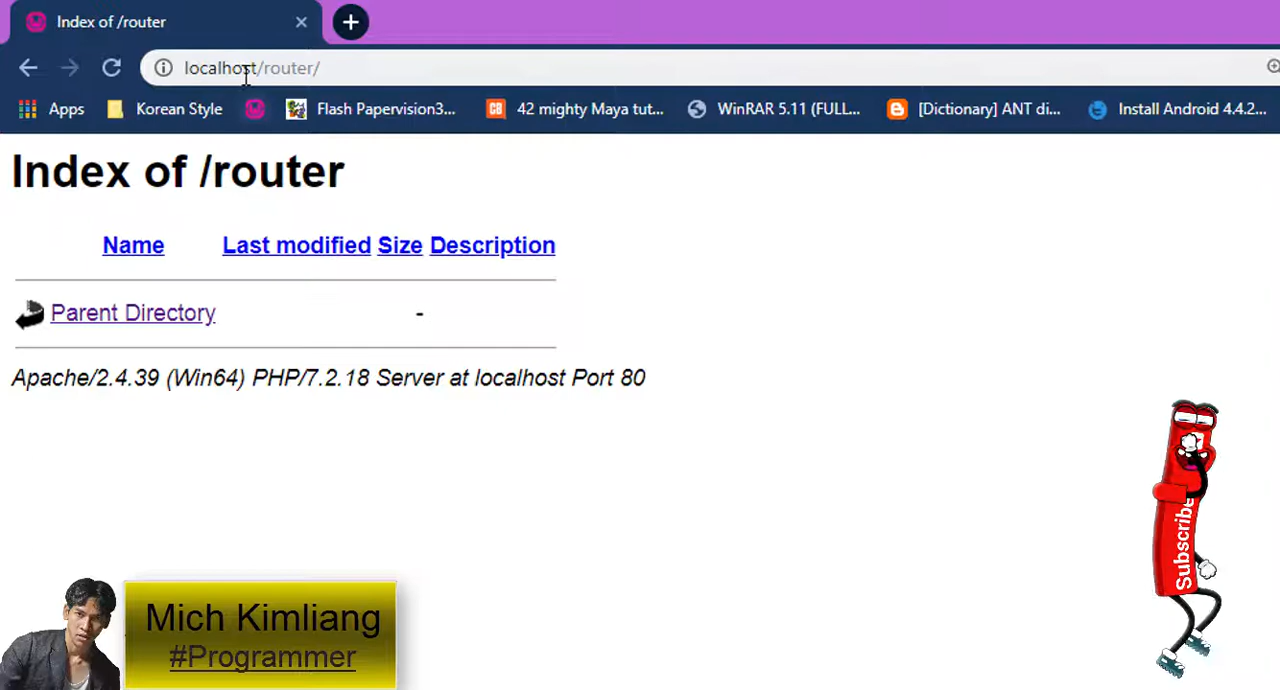 Index of /router
localhost/router/
Apps Korean Style Flash Papervision3... 42 mighty Maya tut... WinRAR 5.11 (FULL... [Dictionary] ANT di... Install Android 4.4.2...
Index of /router
Name Last modified Size Description
Parent Directory -
Apache/2.4.39 (Win64) PHP/7.2.18 Server at localhost Port 80
Subscribe
Mich Kimliang
#Programmer